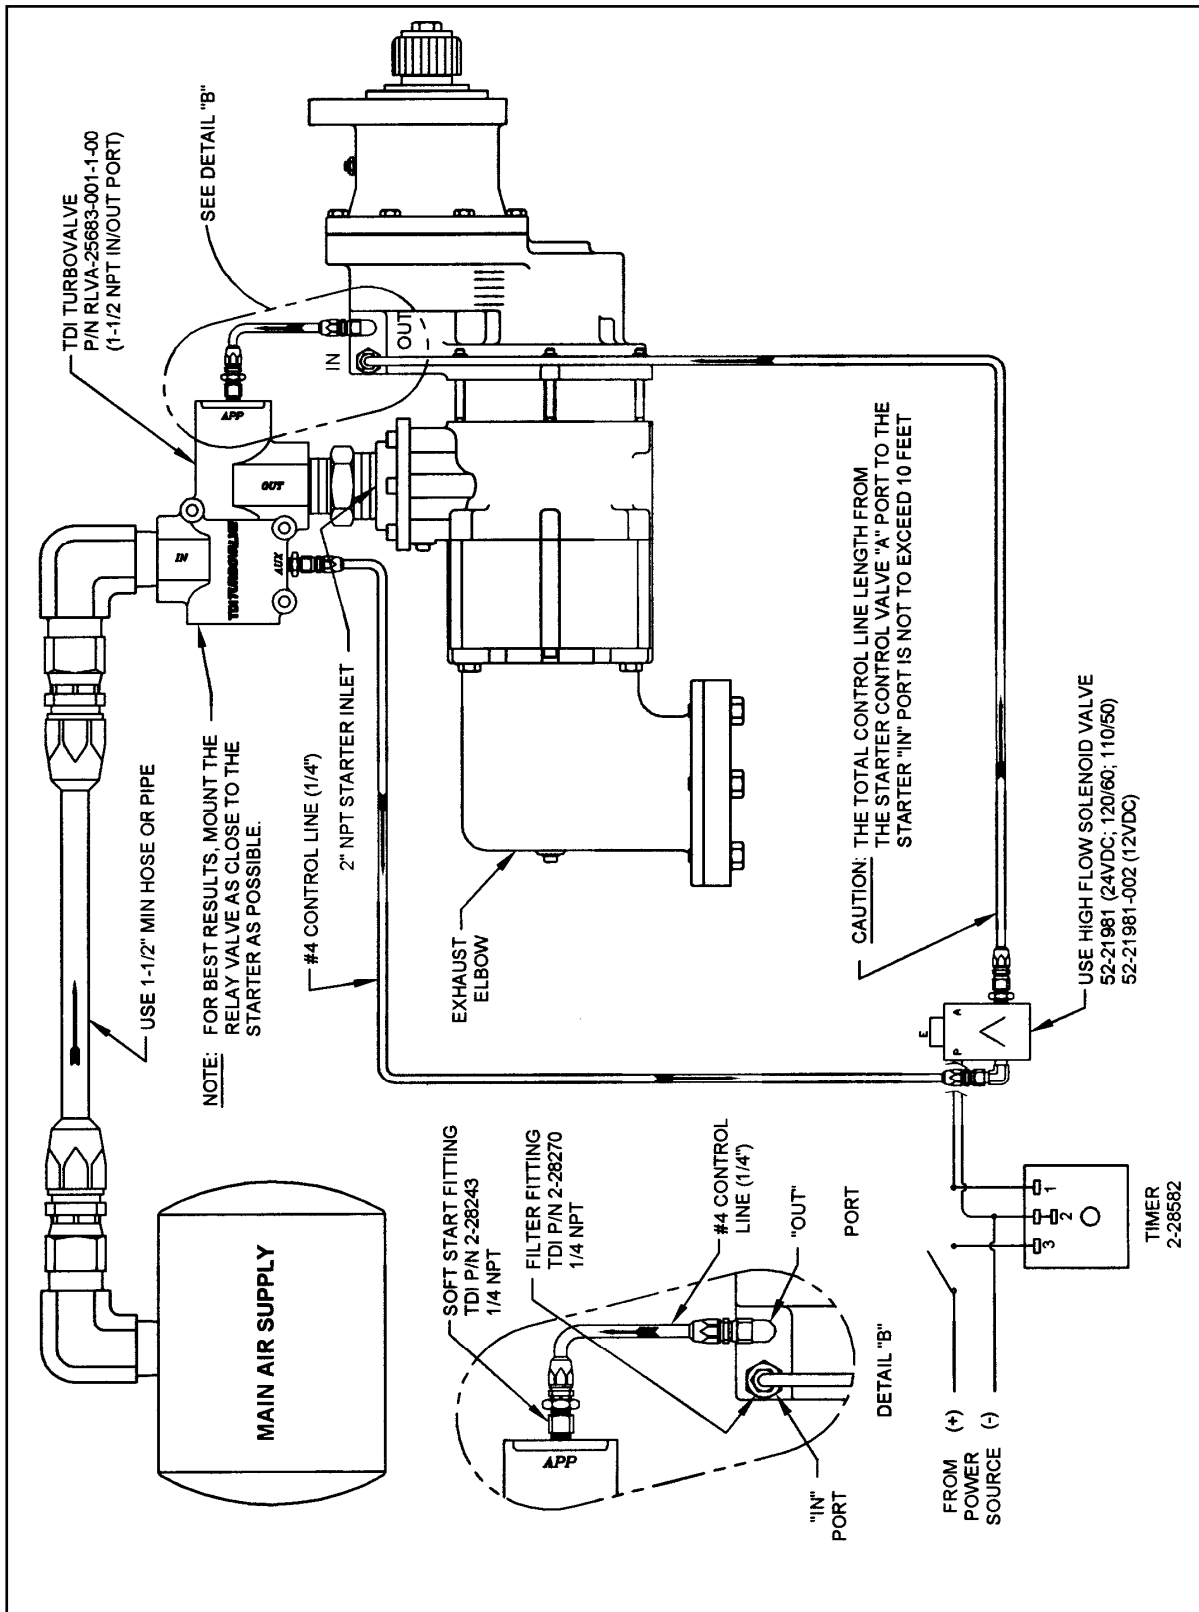 TDI TURBOVALVE
P/N RLVA-25683-001-1-00
(1-1/2 NPT IN/OUT PORT)
SEE DETAIL "B"
USE 1-1/2" MIN HOSE OR PIPE
NOTE: FOR BEST RESULTS, MOUNT THE
RELAY VALVE AS CLOSE TO THE
STARTER AS POSSIBLE.
IN
TDI TURBOVALVE
OUT
APP
AUX
IN
OUT
#4 CONTROL LINE (1/4")
2" NPT STARTER INLET
MAIN AIR SUPPLY
EXHAUST
ELBOW
SOFT START FITTING
TDI P/N 2-28243
1/4 NPT
FILTER FITTING
TDI P/N 2-28270
1/4 NPT
#4 CONTROL
LINE (1/4")
"OUT"
PORT
APP
"IN"
PORT
DETAIL "B"
CAUTION: THE TOTAL CONTROL LINE LENGTH FROM
THE STARTER CONTROL VALVE "A" PORT TO THE
STARTER "IN" PORT IS NOT TO EXCEED 10 FEET
E
P
A
USE HIGH FLOW SOLENOID VALVE
52-21981 (24VDC; 120/60; 110/50)
52-21981-002 (12VDC)
FROM (+)
POWER
SOURCE (-)
3
2
1
TIMER
2-28582